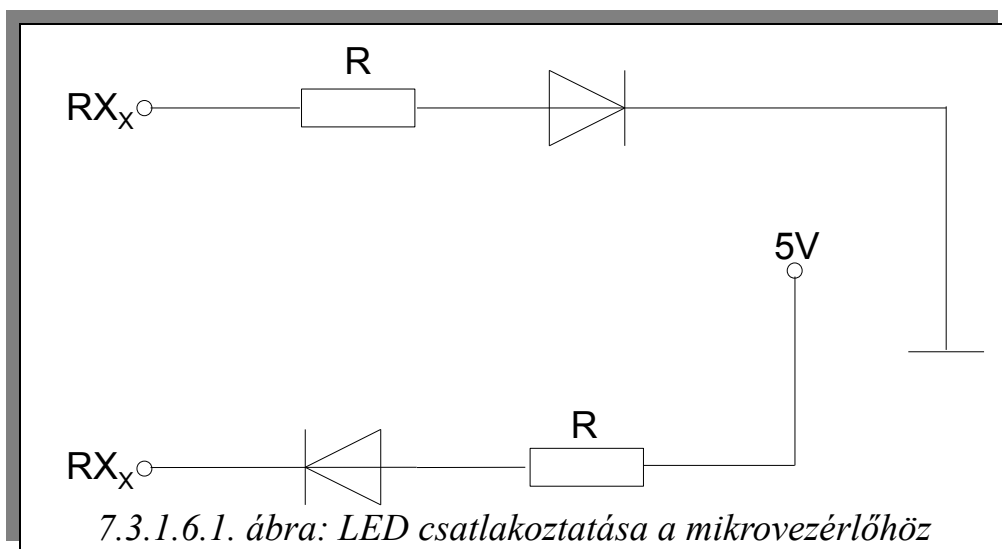 R
RXx
5V
R
RXx
7.3.1.6.1. ábra: LED csatlakoztatása a mikrovezérlőhöz